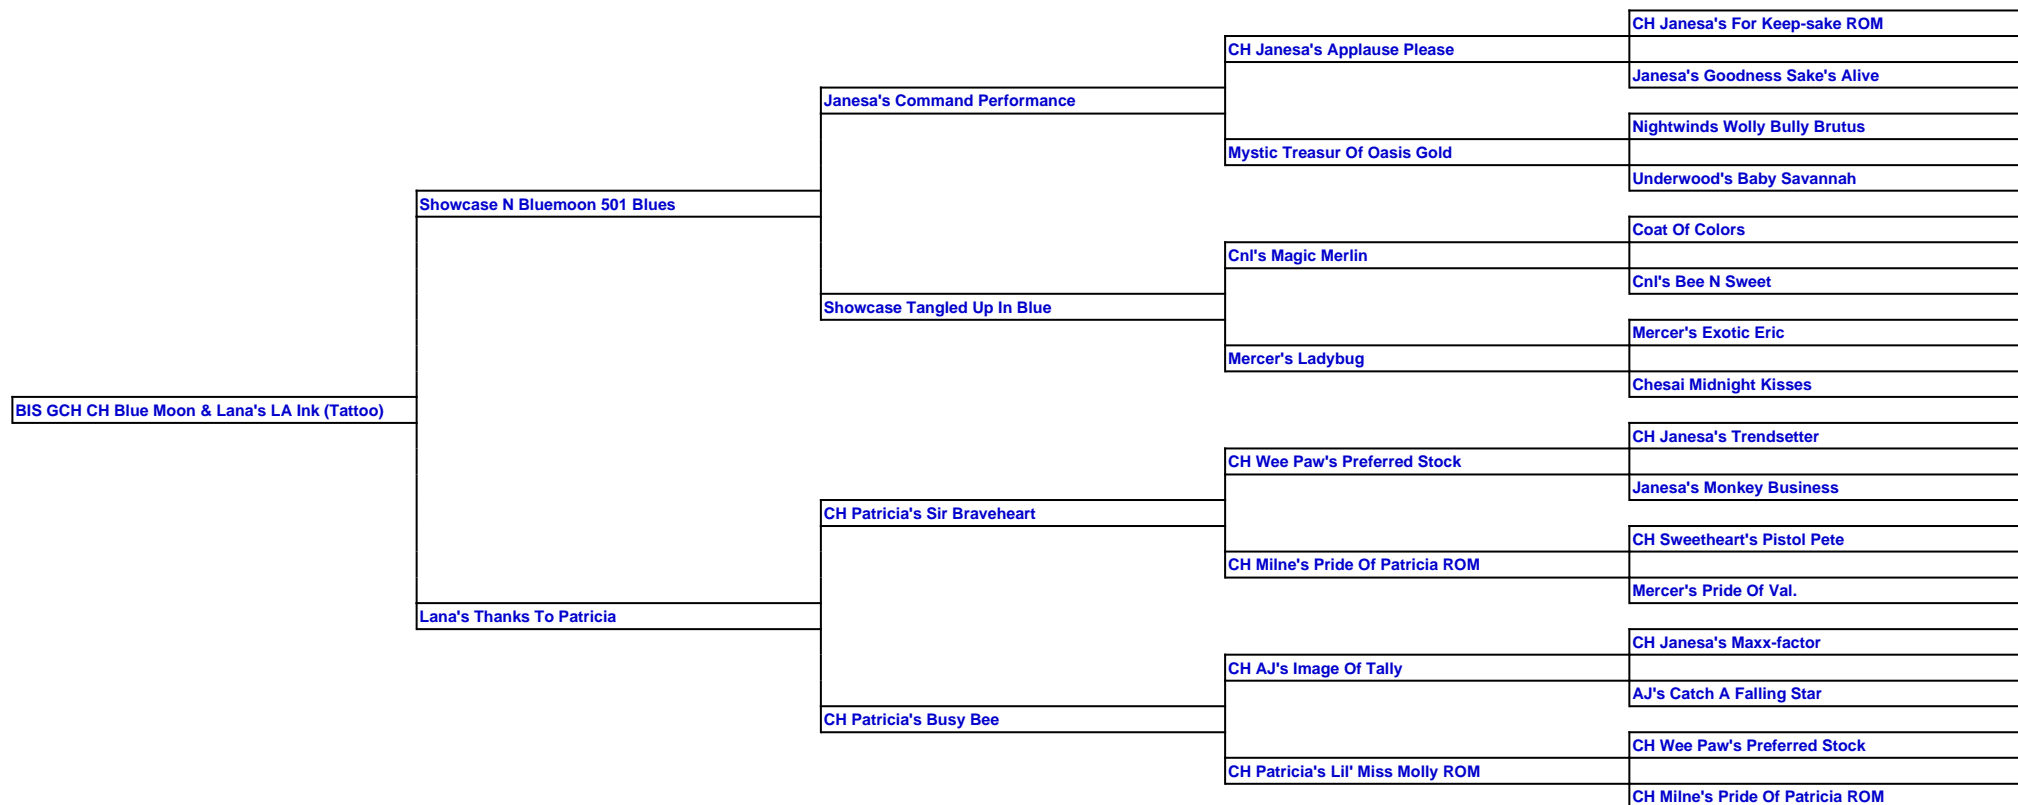 CH Janesa's For Keep-sake ROM
CH Janesa's Applause Please
Janesa's Goodness Sake's Alive
Janesa's Command Performance
Nightwinds Wolly Bully Brutus
Mystic Treasur Of Oasis Gold
Underwood's Baby Savannah
Showcase N Bluemoon 501 Blues
Coat Of Colors
Cnl's Magic Merlin
Cnl's Bee N Sweet
Showcase Tangled Up In Blue
Mercer's Exotic Eric
Mercer's Ladybug
Chesai Midnight Kisses
BIS GCH CH Blue Moon & Lana's LA Ink (Tattoo)
CH Janesa's Trendsetter
CH Wee Paw's Preferred Stock
Janesa's Monkey Business
CH Patricia's Sir Braveheart
CH Sweetheart's Pistol Pete
CH Milne's Pride Of Patricia ROM
Mercer's Pride Of Val.
Lana's Thanks To Patricia
CH Janesa's Maxx-factor
CH AJ's Image Of Tally
AJ's Catch A Falling Star
CH Patricia's Busy Bee
CH Wee Paw's Preferred Stock
CH Patricia's Lil' Miss Molly ROM
CH Milne's Pride Of Patricia ROM